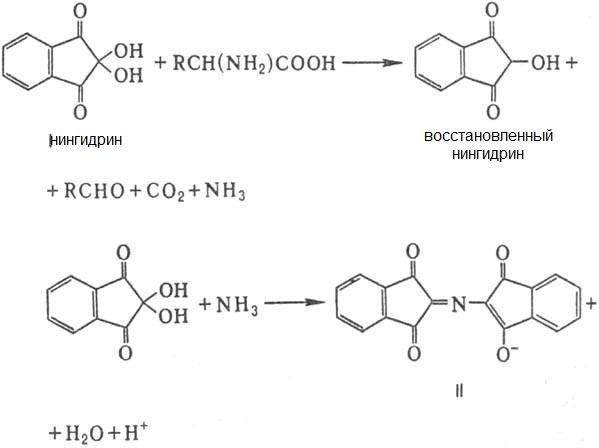 O
OH
OH
O
+ RCH(NH₂)COOH
O
OH +
O
нингидрин
восстановленный
нингидрин
+ RCHO + CO₂ + NH₃
O
OH
OH
O
+ NH₃
O
O
N
O
O⁻
+
II
+ H₂O + H⁺